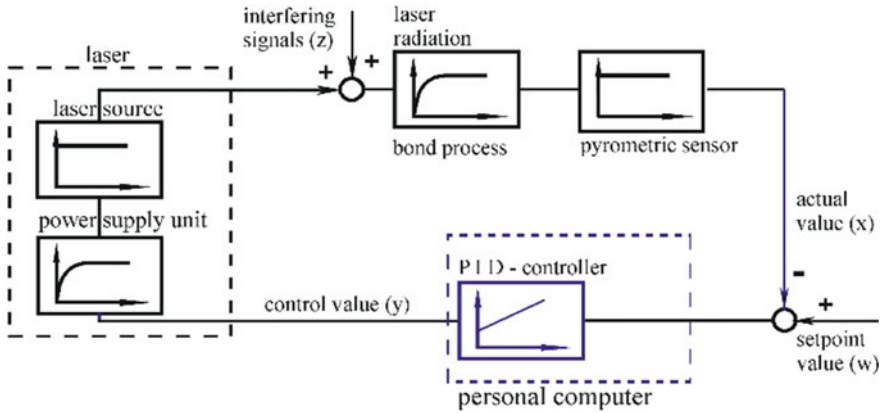 interfering
signals (z)
laser
radiation
laser
+
+
laser source
bond process
pyrometric sensor
power supply unit
actual
value (x)
P I D - controller
-
+
control value (y)
setpoint
value (w)
personal computer